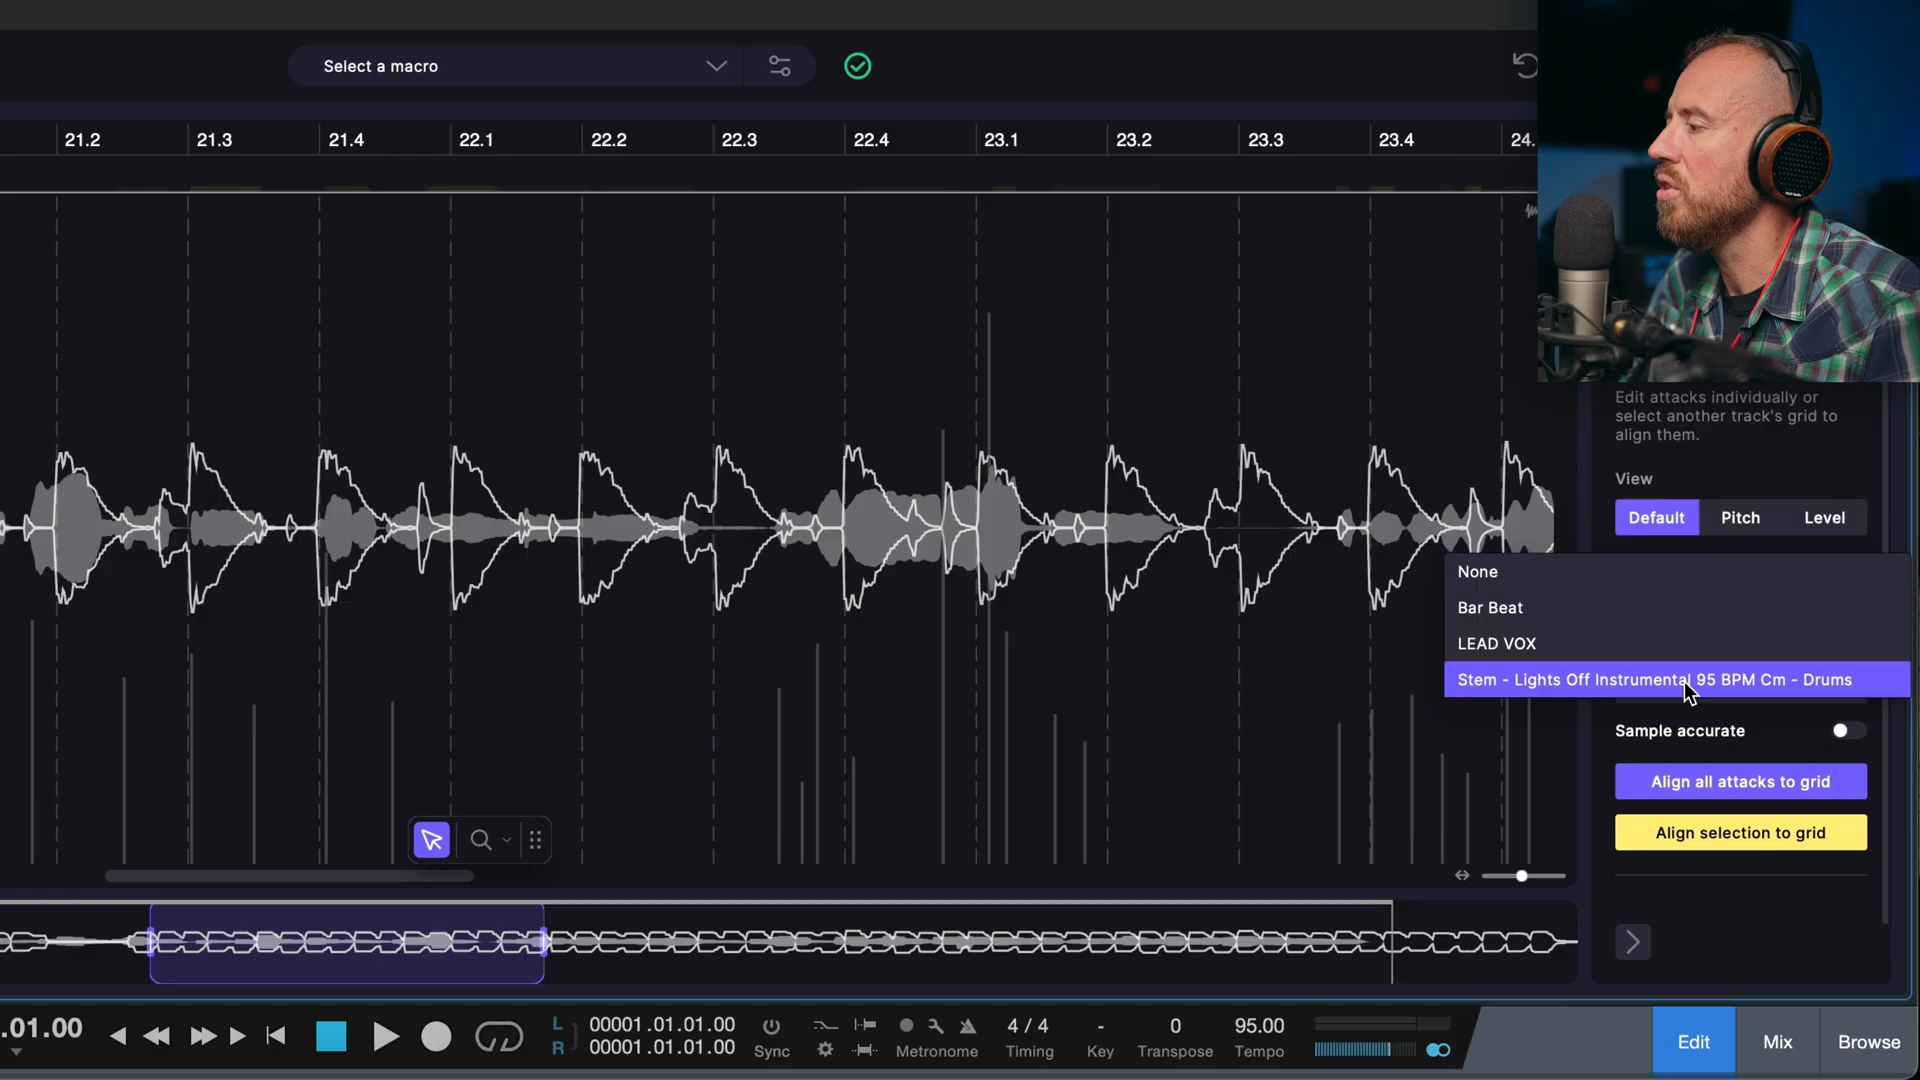 Select a macro
21.2 21.3 21.4 22.1 22.2 22.3 22.4 23.1 23.2 23.3 23.4 24.
Edit attacks individually or
select another track's grid to
align them.
View
Default Pitch Level
None
Bar Beat
LEAD VOX
Stem - Lights Off Instrumental 95 BPM Cm - Drums
Sample accurate
Align all attacks to grid
Align selection to grid
.01.00
L 00001.01.01.00
R 00001.01.01.00
Sync
Metronome
4 / 4
Timing
-
Key
0
Transpose
95.00
Tempo
Edit Mix Browse